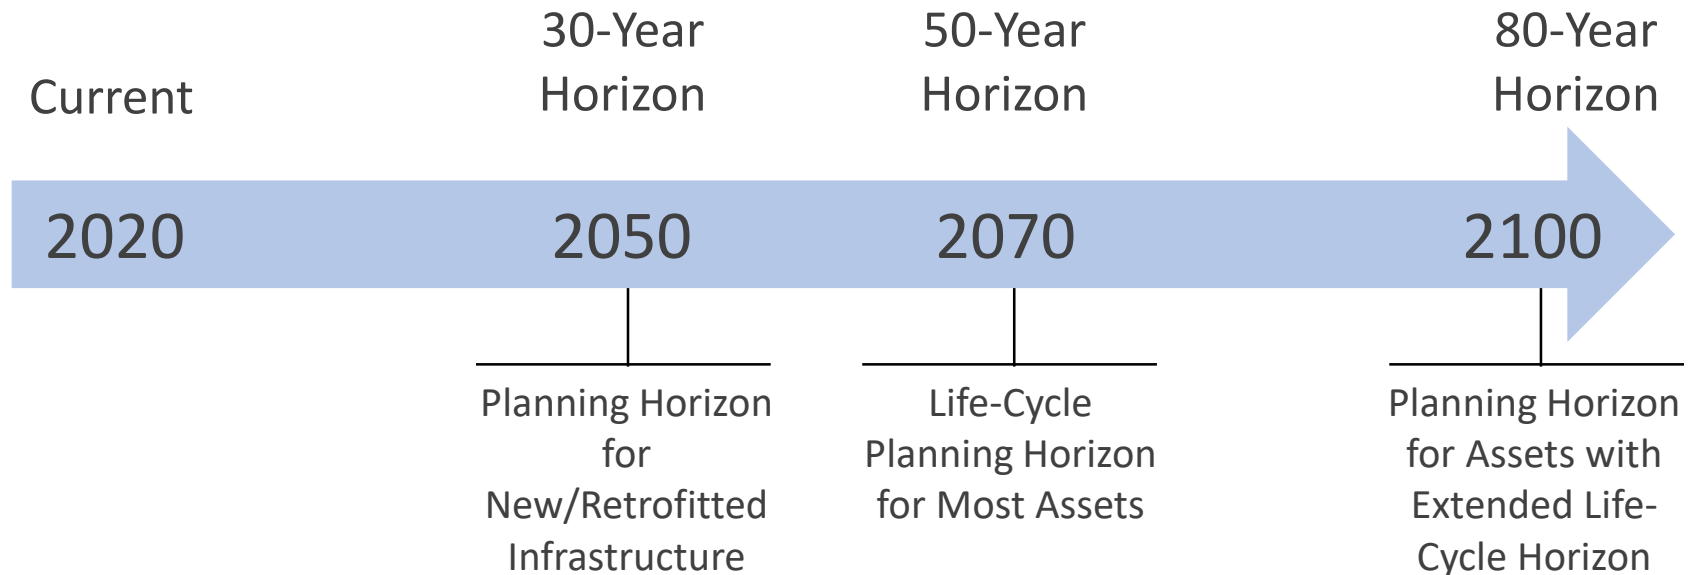 Current
30-Year
Horizon
50-Year
Horizon
80-Year
Horizon
2020
2050
2070
2100
Planning Horizon
for
New/Retrofitted
Infrastructure
Life-Cycle
Planning Horizon
for Most Assets
Planning Horizon
for Assets with
Extended Life-
Cycle Horizon